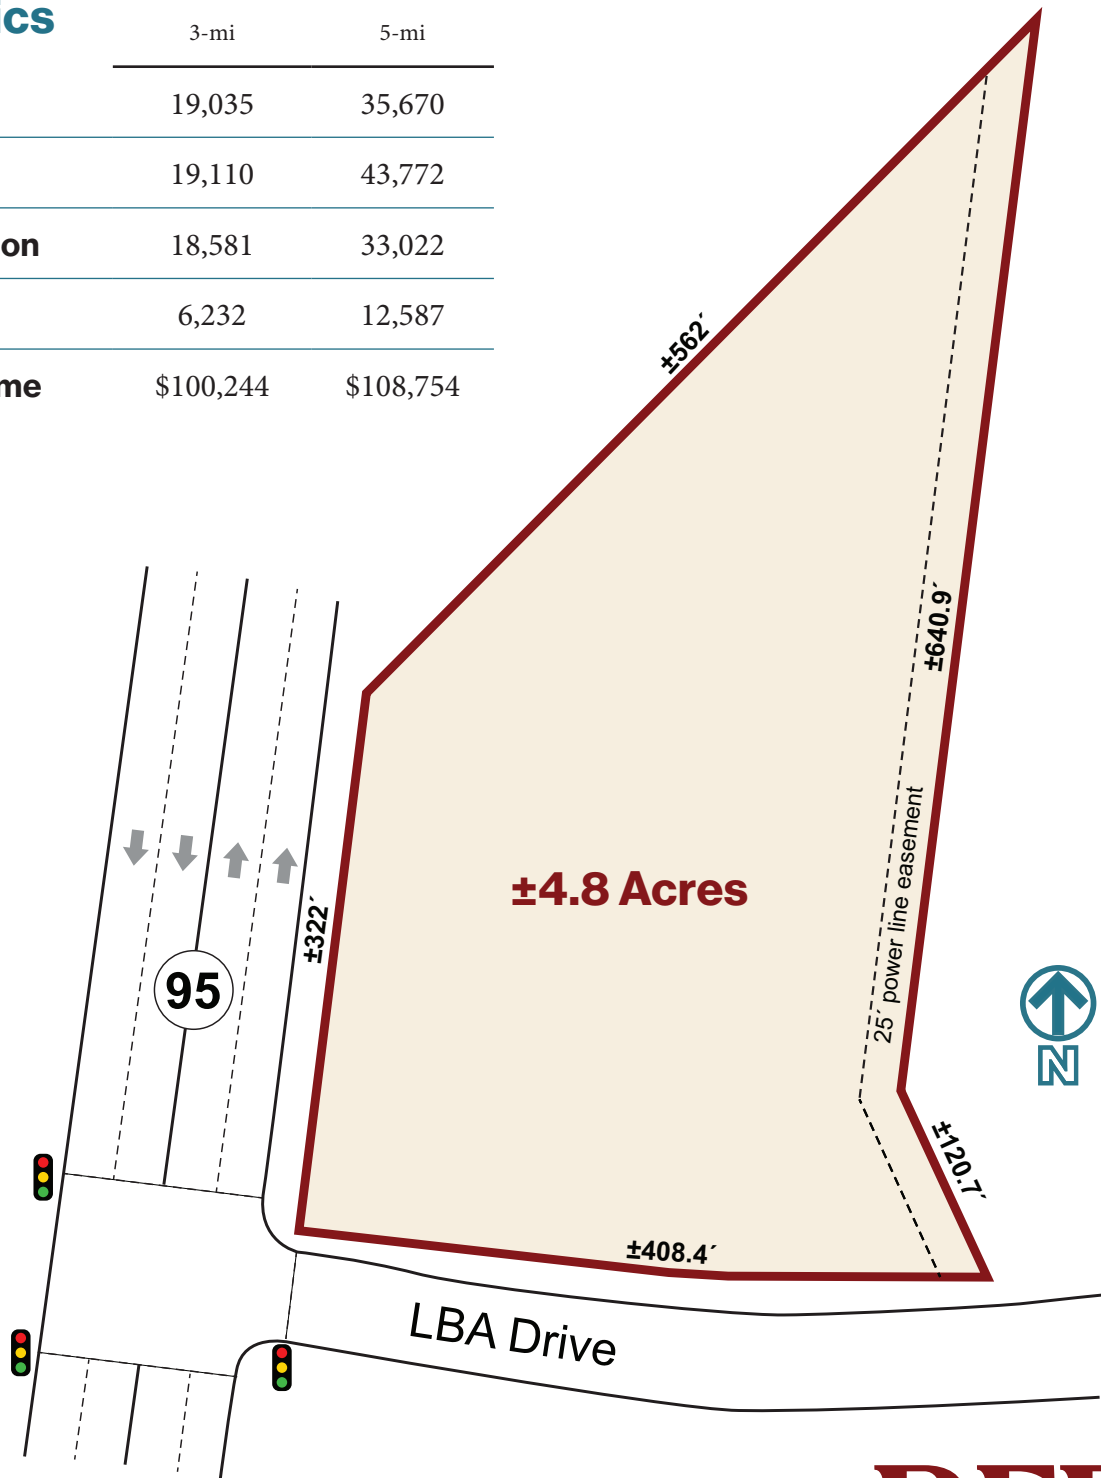 ics
3-mi 5-mi
19,035 35,670
19,110 43,772
on 18,581 33,022
6,232 12,587
me $100,244 $108,754
±562´
±640.9´
±4.8 Acres
25´ power line easement
±322´
95
N
±120.7´
±408.4´
LBA Drive